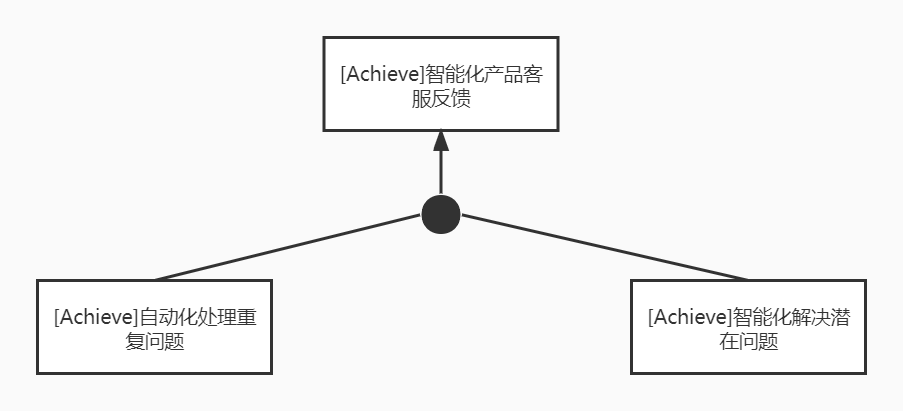 [Achieve]智能化产品客
服反馈
[Achieve]自动化处理重
复问题
[Achieve]智能化解决潜
在问题